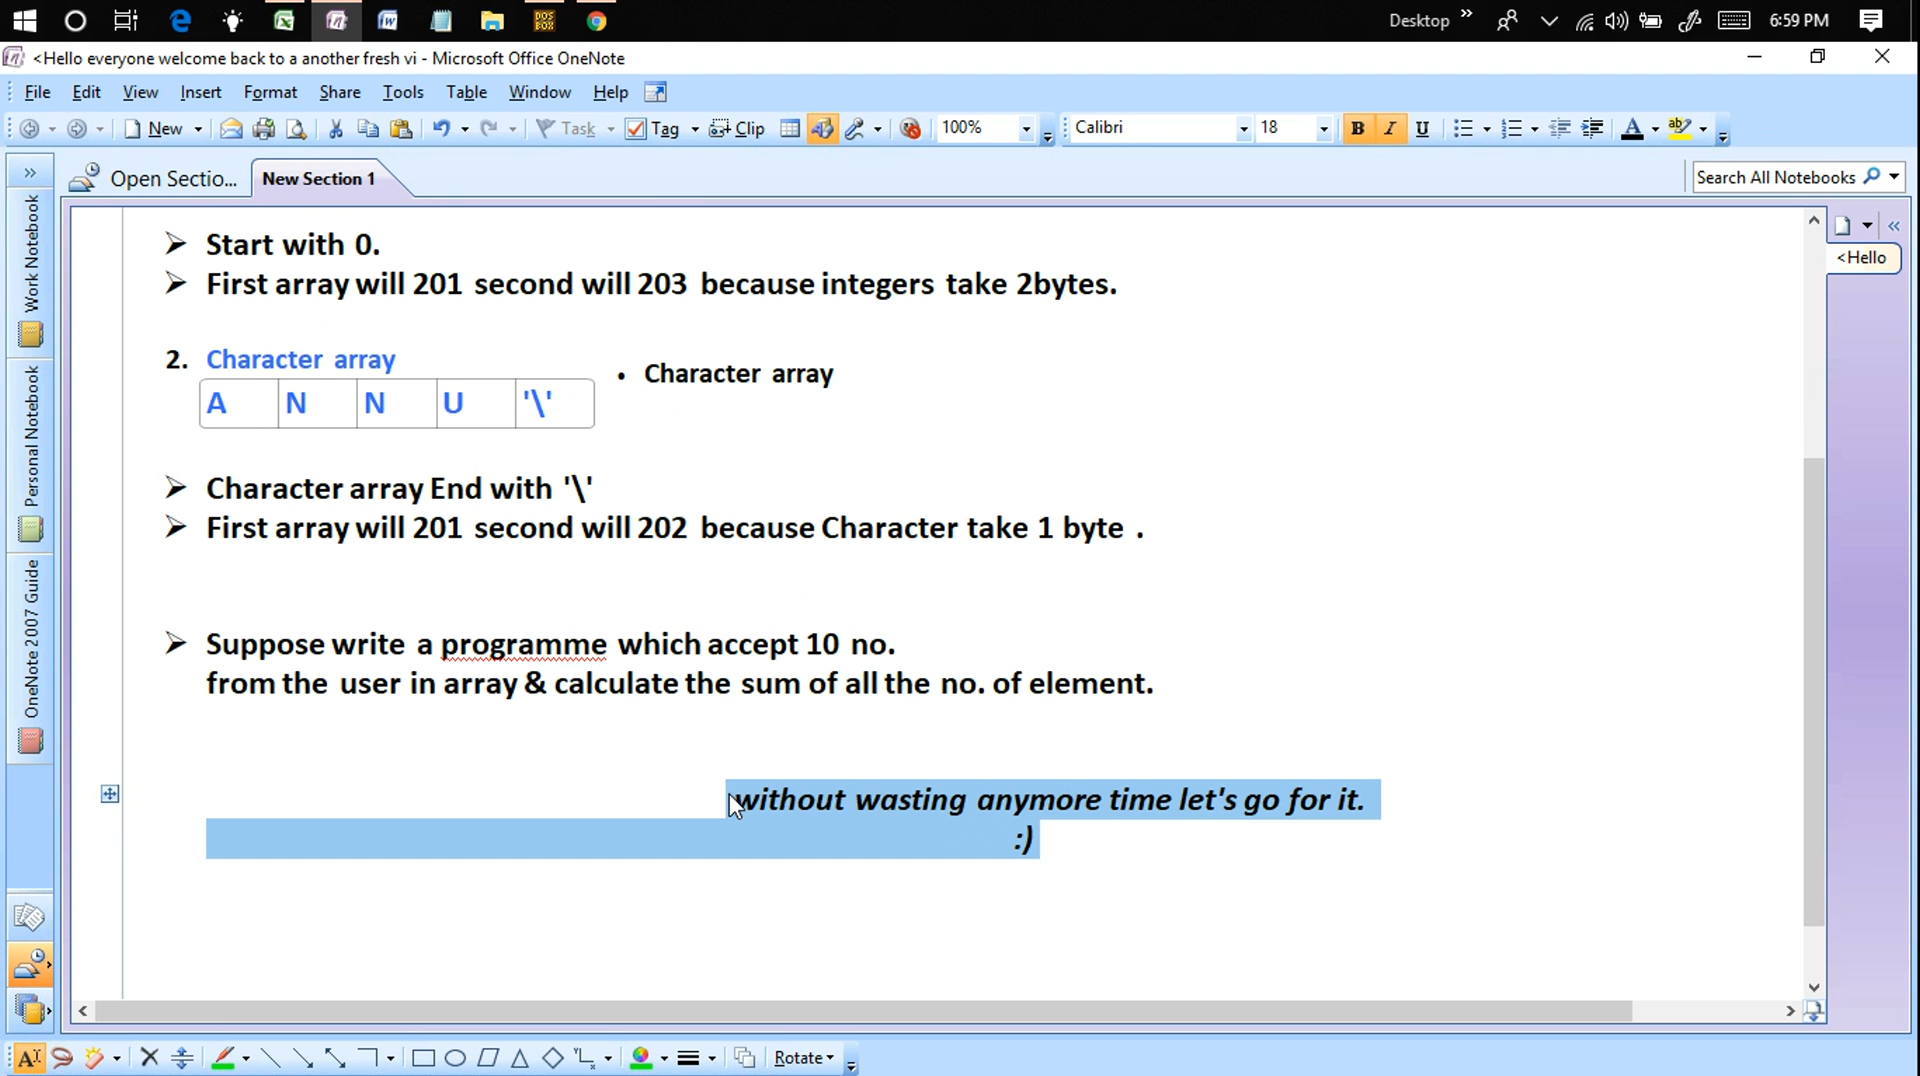 Desktop »
6:59 PM
<Hello everyone welcome back to a another fresh vi - Microsoft Office OneNote
File Edit View Insert Format Share Tools Table Window Help
New Task Tag Clip 100% Calibri 18 B I U A ab
Open Sectio... New Section 1
Search All Notebooks
<Hello
Work Notebook
Personal Notebook
OneNote 2007 Guide
➢ Start with 0.
➢ First array will 201 second will 203 because integers take 2bytes.
2. Character array
• Character array
A N N U '\'
➢ Character array End with '\'
➢ First array will 201 second will 202 because Character take 1 byte .
➢ Suppose write a programme which accept 10 no.
from the user in array & calculate the sum of all the no. of element.
without wasting anymore time let's go for it.
:)
Rotate